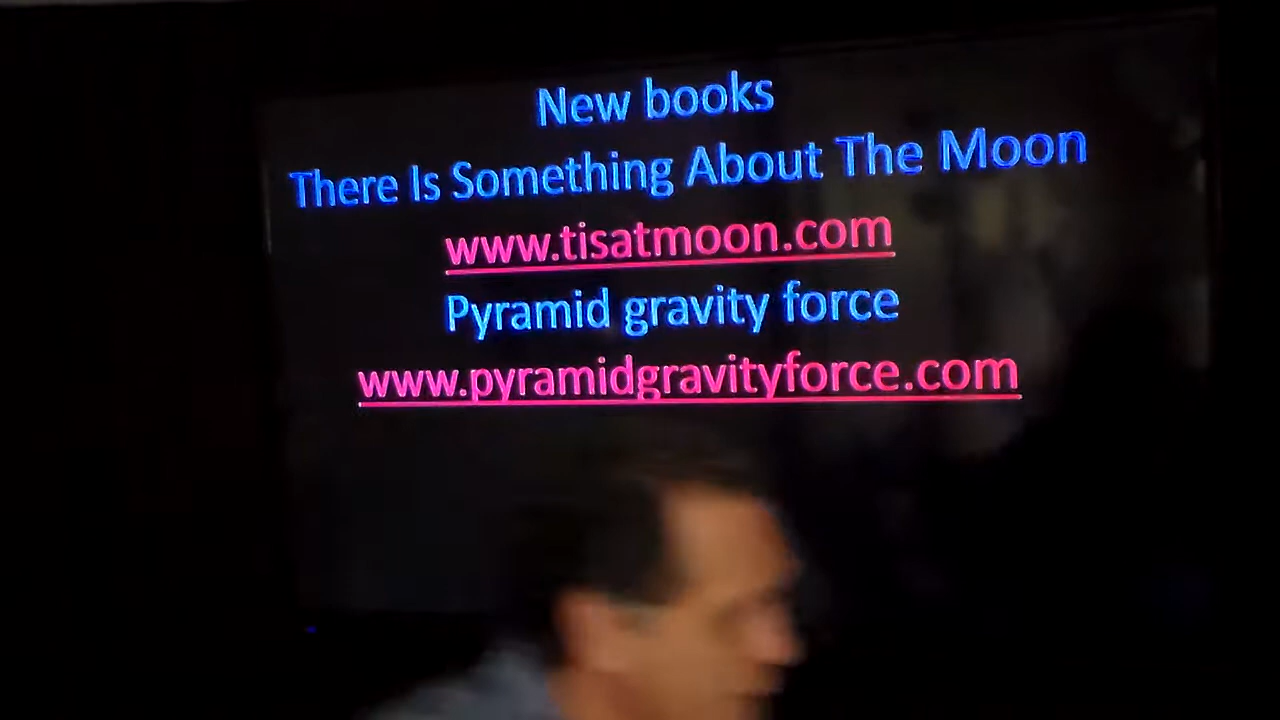 New books
There Is Something About The Moon
www.tisatmoon.com
Pyramid gravity force
www.pyramidgravityforce.com